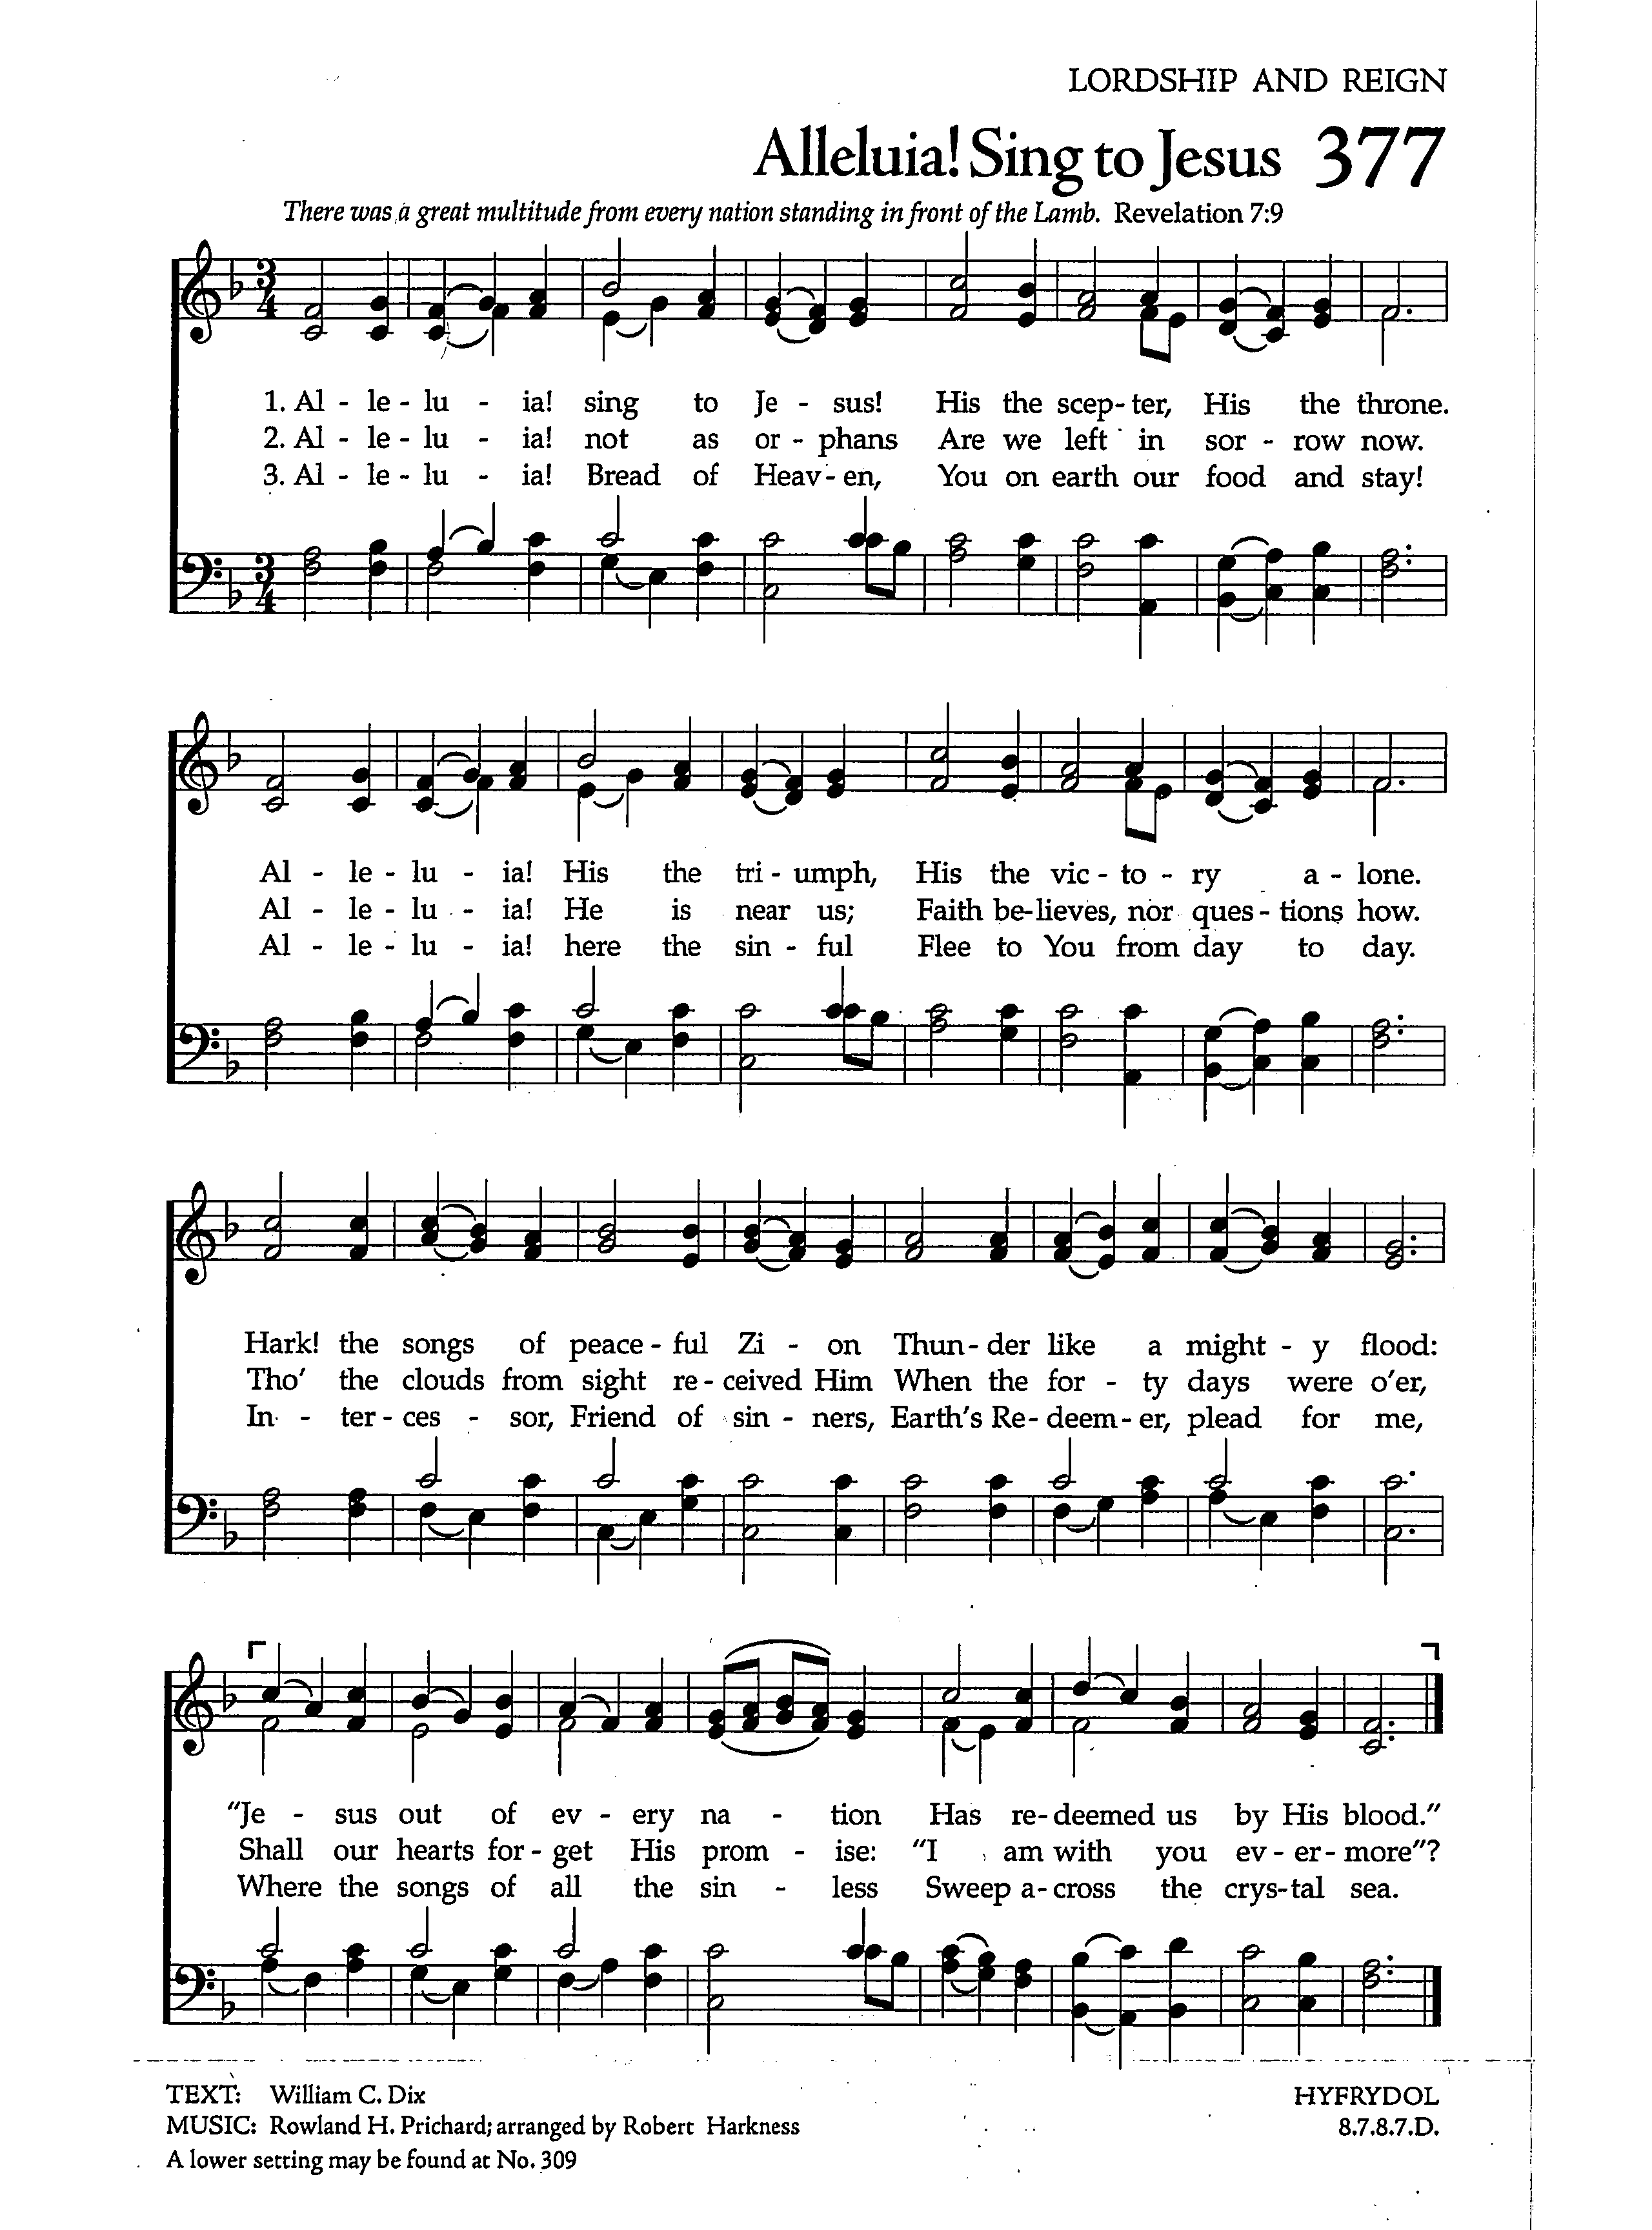 LORDSHIP AND REIGN
Alleluia! Sing to Jesus 377
There was a great multitude from every nation standing in front of the Lamb. Revelation 7:9
3
4
1. Al - le - lu - ia! sing to Je - sus! His the scep - ter, His the throne.
2. Al - le - lu - ia! not as or - phans Are we left in sor - row now.
3. Al - le - lu - ia! Bread of Heav - en, You on earth our food and stay!
3
4
Al - le - lu - ia! His the tri - umph, His the vic - to - ry a - lone.
Al - le - lu - ia! He is near us; Faith be-lieves, nor ques - tions how.
Al - le - lu - ia! here the sin - ful Flee to You from day to day.
Hark! the songs of peace - ful Zi - on Thun - der like a might - y flood:
Tho' the clouds from sight re - ceived Him When the for - ty days were o'er,
In - ter - ces - sor, Friend of sin - ners, Earth's Re - deem - er, plead for me,
"Je - sus out of ev - ery na - tion Has re-deemed us by His blood."
Shall our hearts for - get His prom - ise: "I am with you ev - er - more"?
Where the songs of all the sin - less Sweep a-cross the crys-tal sea.
TEXT: William C. Dix
HYFRYDOL
MUSIC: Rowland H. Prichard; arranged by Robert Harkness
8.7.8.7.D.
A lower setting may be found at No. 309